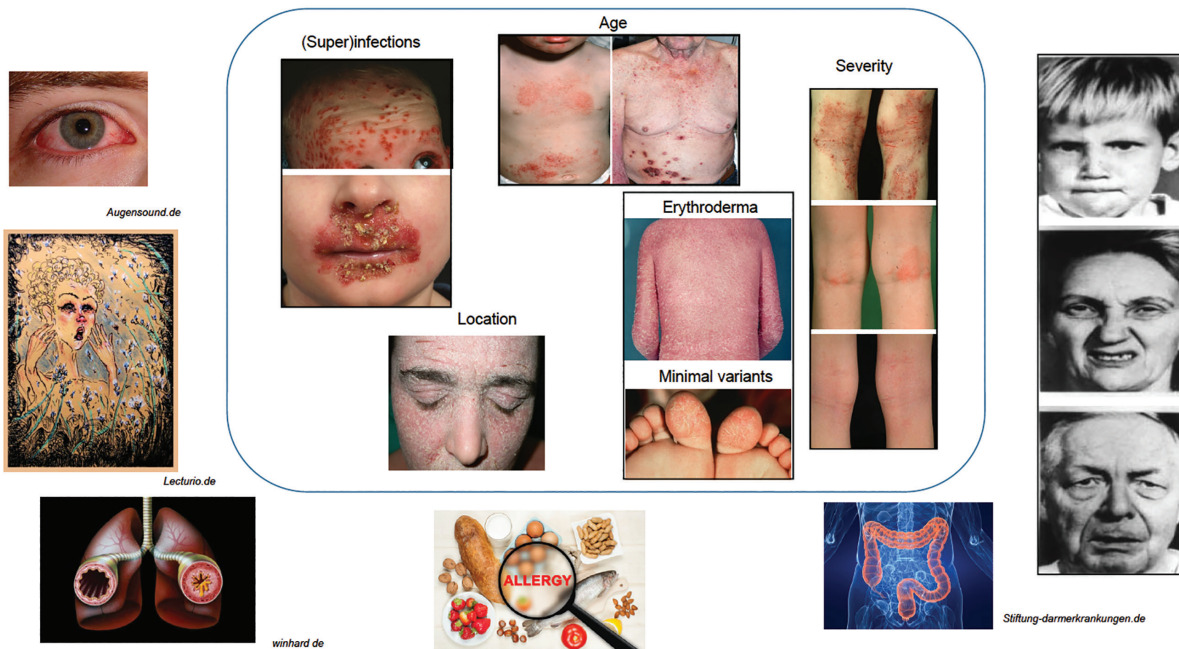 Age
(Super)infections
Severity
Augensound.de
Erythroderma
Location
Minimal variants
Lecturio.de
ALLERGY
winhard de
Stiftung-darmerkrankungen.de